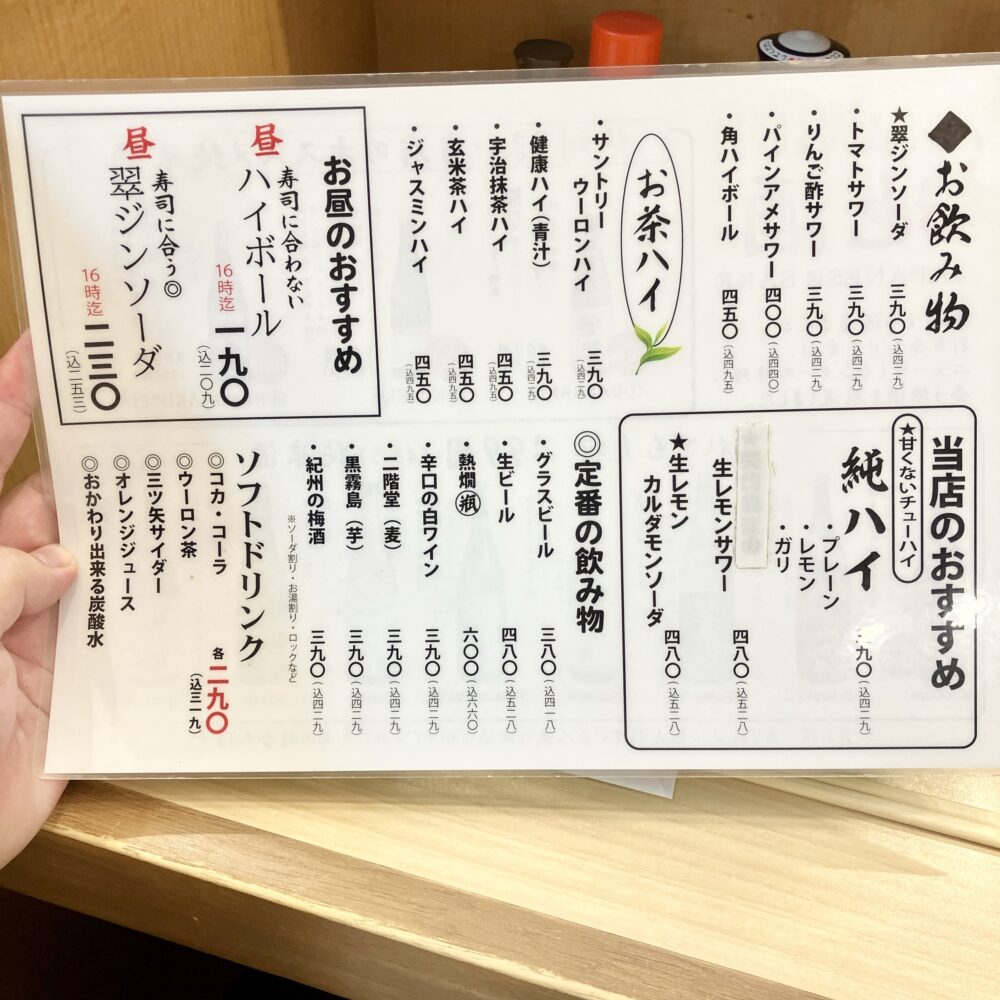 ◆お飲み物
★翠ジンソーダ 三九〇(込四二九)
・トマトサワー 三九〇(込四二九)
・りんご酢サワー 三九〇(込四二九)
・パインアメサワー 四〇〇(込四四〇)
・角ハイボール 四五〇(込四九五)
お茶ハイ
・サントリー
ウーロンハイ 三九〇(込四二九)
・健康ハイ(青汁) 三九〇(込四二九)
・宇治抹茶ハイ 四五〇(込四九五)
・玄米茶ハイ 四五〇(込四九五)
・ジャスミンハイ 四五〇(込四九五)
お昼のおすすめ
寿司に合わない
昼ハイボール
16時迄 一九〇(込二〇九)
寿司に合う◎
昼翠ジンソーダ
16時迄 二三〇(込二五三)
当店のおすすめ
★甘くないチューハイ
純ハイ 三九〇(込四二九)
・プレーン
・レモン
・ガリ
生レモンサワー 四八〇(込五二八)
★生レモン
カルダモンソーダ 四八〇(込五二八)
◎定番の飲み物
・グラスビール 三八〇(込四一八)
・生ビール 四八〇(込五二八)
・熱燗瓶 六〇〇(込六六〇)
・辛口の白ワイン 三九〇(込四二九)
・二階堂(麦) 三九〇(込四二九)
・黒霧島(芋) 三九〇(込四二九)
・紀州の梅酒 三九〇(込四二九)
※ソーダ割り・お湯割り・ロックなど
ソフトドリンク
各二九〇(込三一九)
◎コカ・コーラ
◎ウーロン茶
◎三ツ矢サイダー
◎オレンジジュース
◎おかわり出来る炭酸水